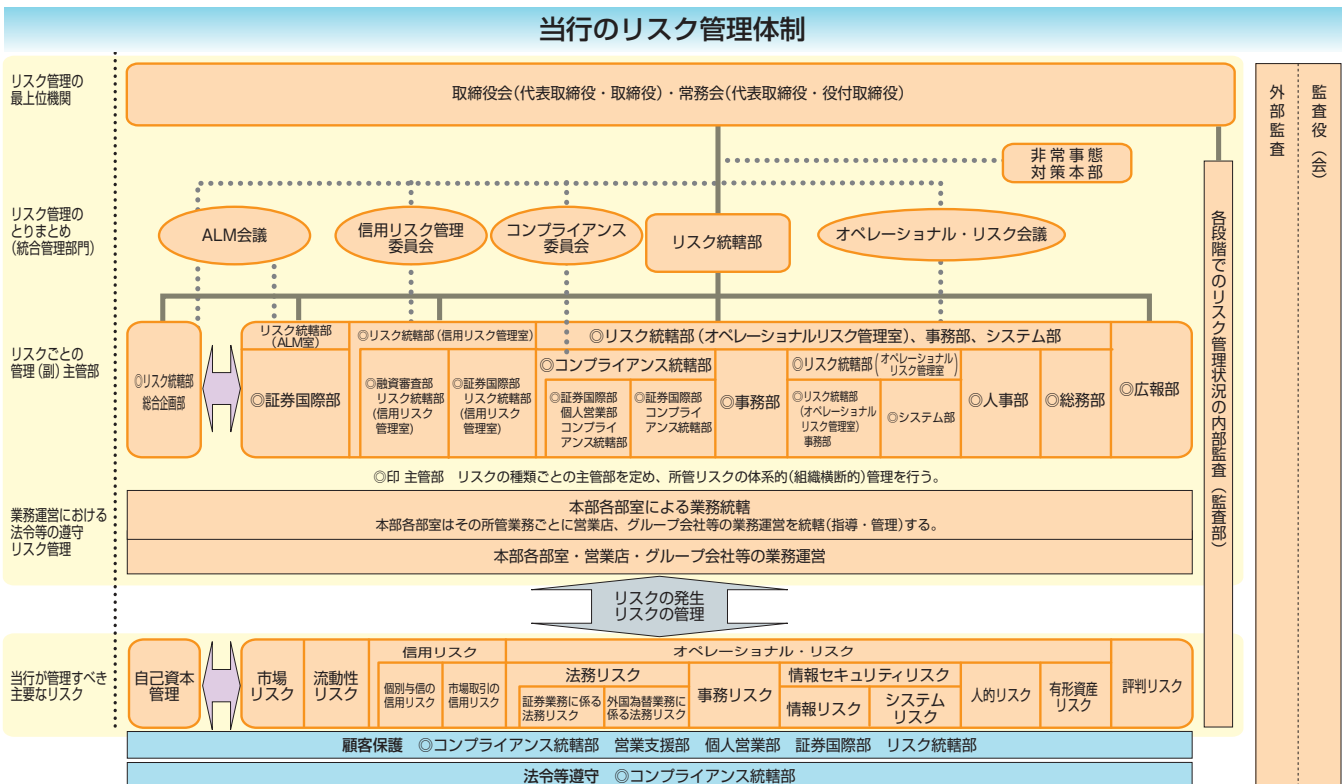 当行のリスク管理体制
リスク管理の
最上位機関
取締役会(代表取締役・取締役)・常務会(代表取締役・役付取締役)
非常事態
対策本部
リスク管理の
とりまとめ
(統合管理部門)
ALM会議
信用リスク管理
委員会
コンプライアンス
委員会
リスク統轄部
オペレーショナル・リスク会議
リスクごとの
管理(副)主管部
◎リスク統轄部
総合企画部
リスク統轄部
(ALM室)
◎証券国際部
◎リスク統轄部(信用リスク管理室)
◎融資審査部
リスク統轄部
(信用リスク
管理室)
◎証券国際部
リスク統轄部
(信用リスク
管理室)
◎リスク統轄部(オペレーショナルリスク管理室)、事務部、システム部
◎コンプライアンス統轄部
◎証券国際部
個人営業部
コンプライ
アンス統轄部
◎証券国際部
コンプライ
アンス統轄部
◎事務部
◎リスク統轄部(オペレーショナル
リスク管理室)
◎リスク統轄部
(オペレーショナル
リスク管理室)
事務部
◎システム部
◎人事部
◎総務部
◎広報部
◎印 主管部 リスクの種類ごとの主管部を定め、所管リスクの体系的(組織横断的)管理を行う。
業務運営における
法令等の遵守
リスク管理
本部各部室による業務統轄
本部各部室はその所管業務ごとに営業店、グループ会社等の業務運営を統轄(指導・管理)する。
本部各部室・営業店・グループ会社等の業務運営
リスクの発生
リスクの管理
当行が管理すべき
主要なリスク
自己資本
管理
市場
リスク
流動性
リスク
信用リスク
個別与信の
信用リスク
市場取引の
信用リスク
オペレーショナル・リスク
法務リスク
証券業務に係る
法務リスク
外国為替業務に
係る法務リスク
事務リスク
情報セキュリティリスク
情報リスク
システム
リスク
人的リスク
有形資産
リスク
評判リスク
顧客保護 ◎コンプライアンス統轄部 営業支援部 個人営業部 証券国際部 リスク統轄部
法令等遵守 ◎コンプライアンス統轄部
各段階でのリスク管理状況の内部監査(監査部)
外部監査
監査役(会)